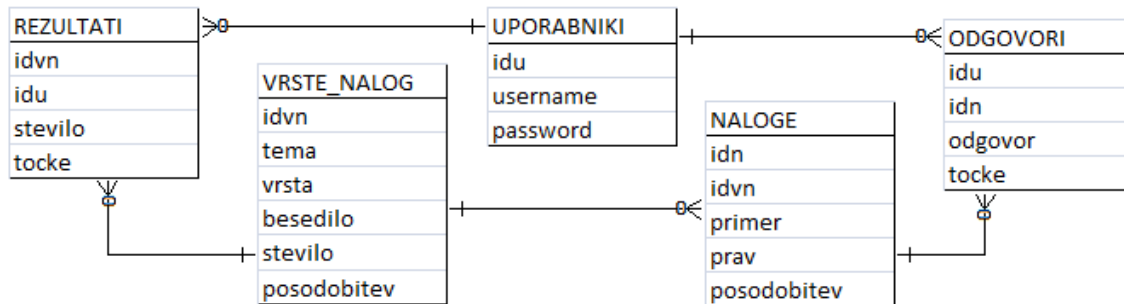 REZULTATI
idvn
idu
stevilo
tocke
VRSTE_NALOG
idvn
tema
vrsta
besedilo
stevilo
posodobitev
UPORABNIKI
idu
username
password
NALOGE
idn
idvn
primer
prav
posodobitev
ODGOVORI
idu
idn
odgovor
tocke